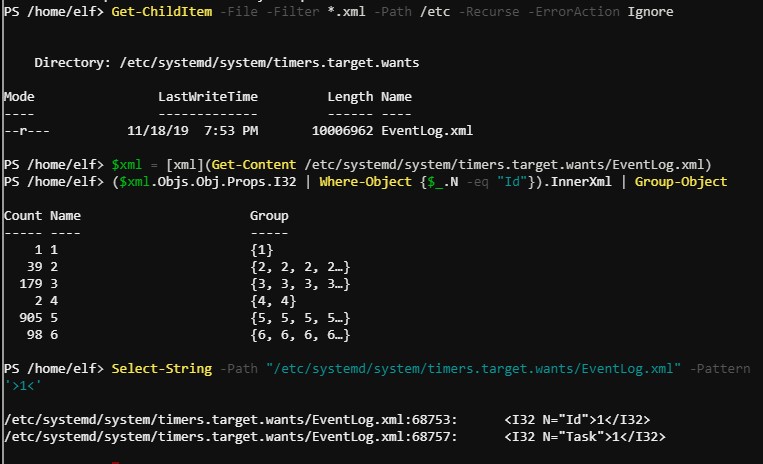 PS /home/elf> Get-ChildItem -File -Filter *.xml -Path /etc -Recurse -ErrorAction Ignore
Directory: /etc/systemd/system/timers.target.wants
Mode LastWriteTime Length Name
---- ------------- ------ ----
--r--- 11/18/19 7:53 PM 10006962 EventLog.xml
PS /home/elf> $xml = [xml](Get-Content /etc/systemd/system/timers.target.wants/EventLog.xml)
PS /home/elf> ($xml.Objs.Obj.Props.I32 | Where-Object {$_.N -eq "Id"}).InnerXml | Group-Object
Count Name Group
----- ---- -----
1 1 {1}
39 2 {2, 2, 2, 2…}
179 3 {3, 3, 3, 3…}
2 4 {4, 4}
905 5 {5, 5, 5, 5…}
98 6 {6, 6, 6, 6…}
PS /home/elf> Select-String -Path "/etc/systemd/system/timers.target.wants/EventLog.xml" -Pattern
'>1<'
/etc/systemd/system/timers.target.wants/EventLog.xml:68753: <I32 N="Id">1</I32>
/etc/systemd/system/timers.target.wants/EventLog.xml:68757: <I32 N="Task">1</I32>